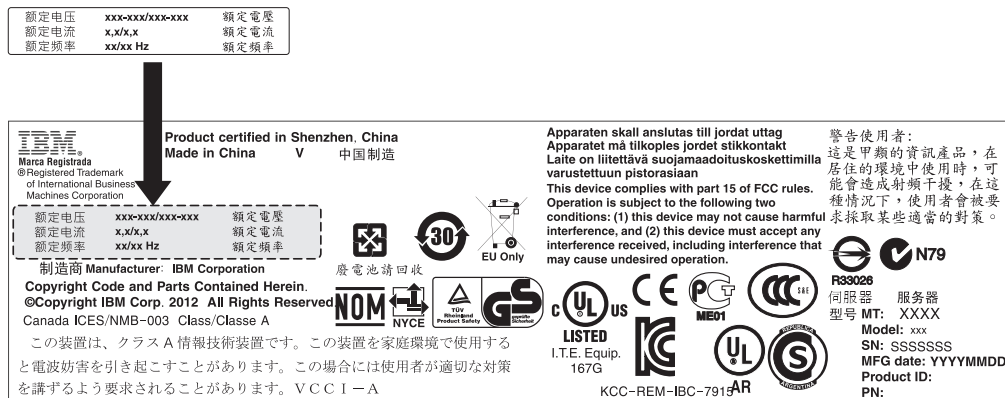 额定电压 xxx-xxx/xxx-xxx 額定電壓
额定电流 x,x/x,x 額定電流
额定频率 xx/xx Hz 額定頻率
IBM®
Marca Registrada
® Registered Trademark
of International Business
Machines Corporation
Product certified in Shenzhen, China
Made in China V 中国制造
额定电压 xxx-xxx/xxx-xxx 額定電壓
额定电流 x,x/x,x 額定電流
额定频率 xx/xx Hz 額定頻率
制造商 Manufacturer: IBM Corporation
Copyright Code and Parts Contained Herein.
©Copyright IBM Corp. 2012 All Rights Reserved
Canada ICES/NMB-003 Class/Classe A
この装置は、クラスA情報技術装置です。この装置を家庭環境で使用する
と電波妨害を引き起こすことがあります。この場合には使用者が適切な対策
を講ずるよう要求されることがあります。VCCI-A
30
EU Only
廢電池請回收
NOM
NYCE
TÜV
Rheinland
Product Safety
GS
geprüfte
Sicherheit
Apparaten skall anslutas till jordat uttag
Apparatet må tilkoples jordet stikkontakt
Laite on liitettävä suojamaadoituskoskettimilla
varustettuun pistorasiaan
This device complies with part 15 of FCC rules.
Operation is subject to the following two
conditions: (1) this device may not cause harmful
interference, and (2) this device must accept any
interference received, including interference that
may cause undesired operation.
C UL US
LISTED
I.T.E. Equip.
167G
CE
PCT
ME01
CCC
S&E
KC
KCC-REM-IBC-7915
UL
AR
REPUBLICA
S
ARGENTINA
警告使用者:
這是甲類的資訊產品，在
居住的環境中使用時，可
能會造成射頻干擾，在這
種情況下，使用者會被要
求採取某些適當的對策。
R33026
N79
伺服器 服务器
型号 MT: XXXX
Model: xxx
SN: SSSSSSS
MFG date: YYYYMMDD
Product ID:
PN: